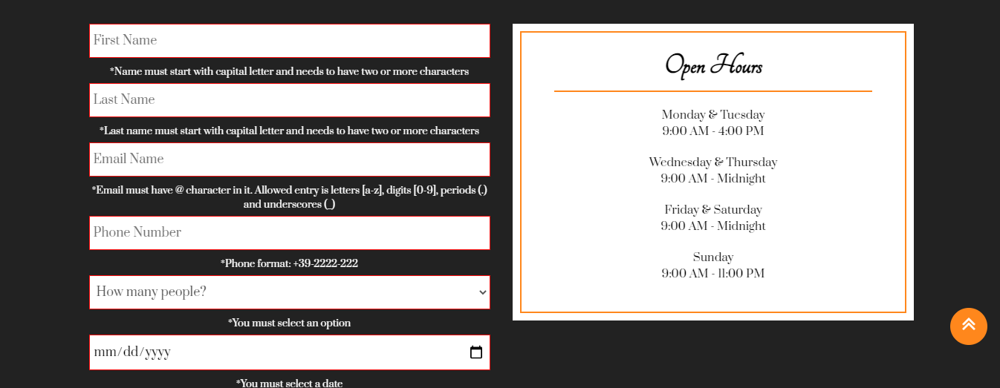 First Name
*Name must start with capital letter and needs to have two or more characters
Last Name
*Last name must start with capital letter and needs to have two or more characters
Email Name
*Email must have @ character in it. Allowed entry is letters [a-z], digits [0-9], periods (.)
and underscores (_)
Phone Number
*Phone format: +39-2222-222
How many people?
*You must select an option
mm/dd/yyyy
*You must select a date
Open Hours
Monday & Tuesday
9:00 AM - 4:00 PM
Wednesday & Thursday
9:00 AM - Midnight
Friday & Saturday
9:00 AM - Midnight
Sunday
9:00 AM - 11:00 PM